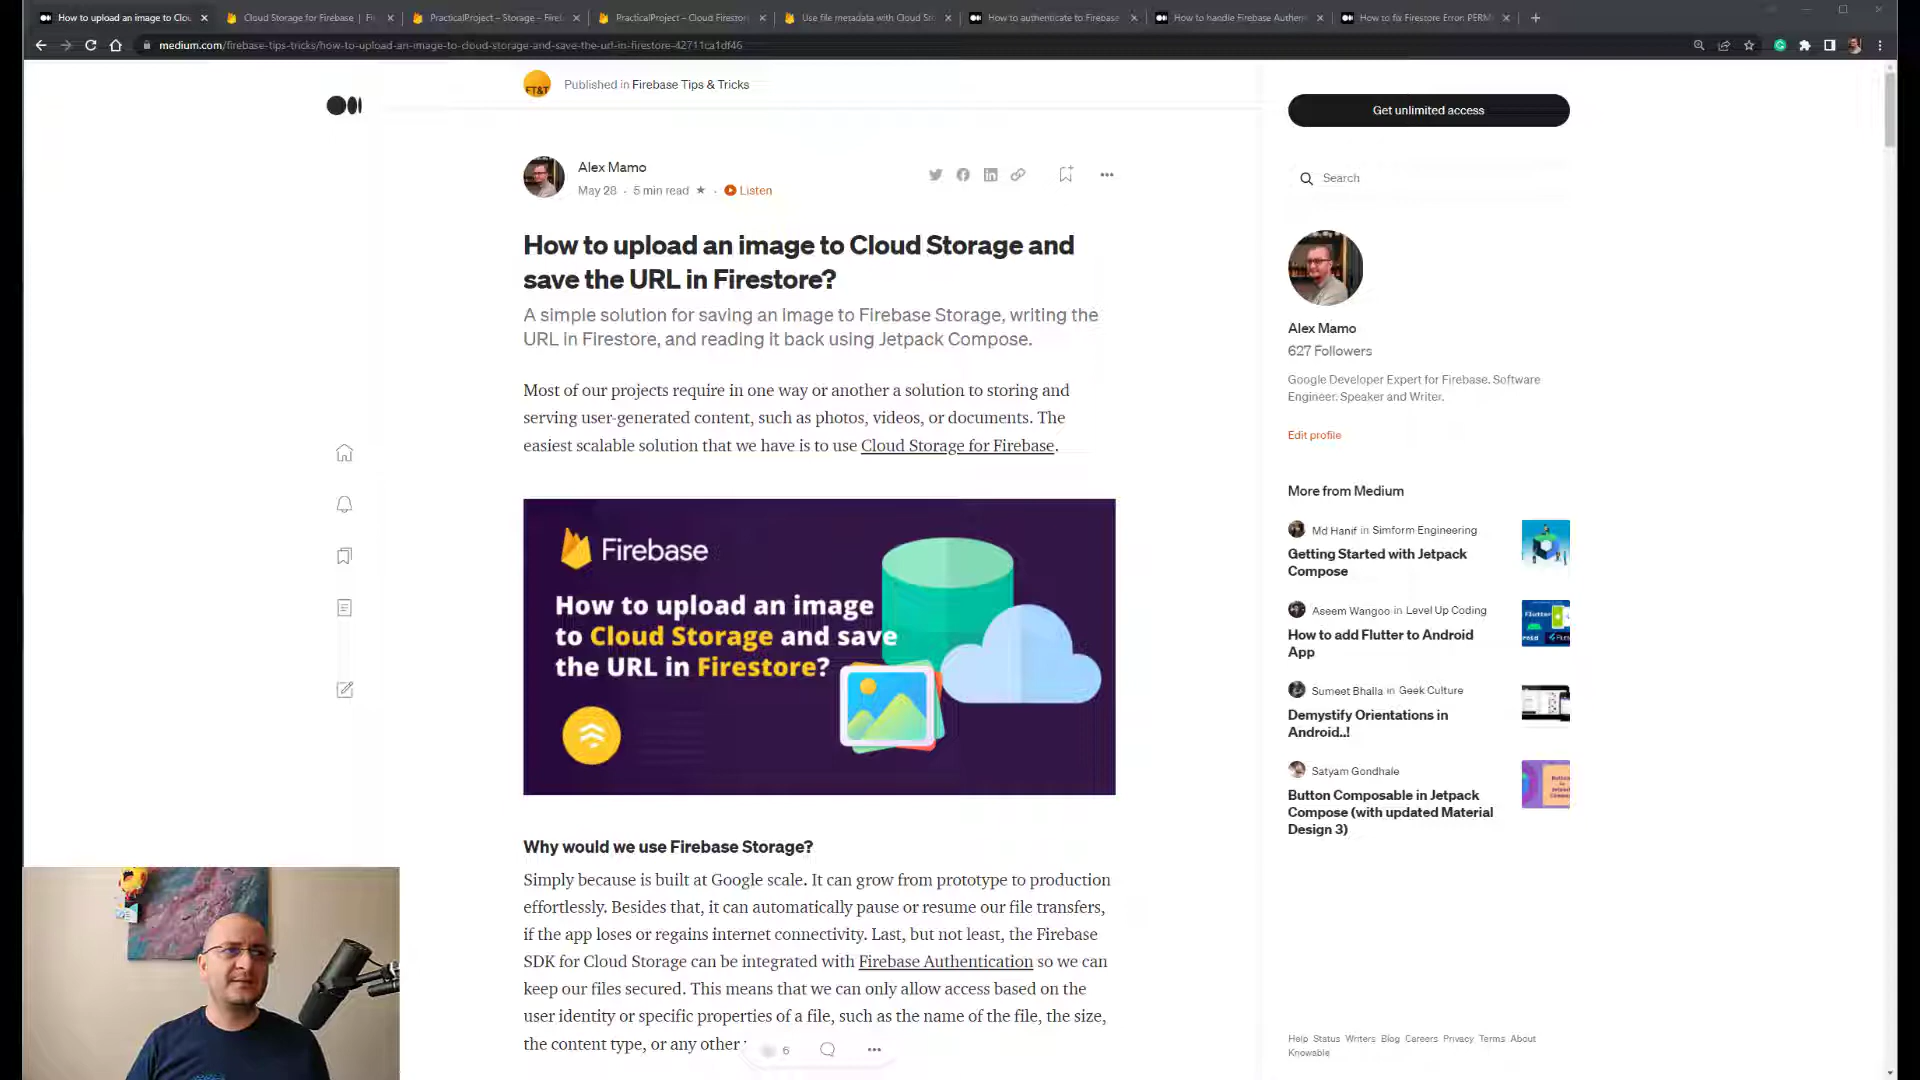 How to upload an image to Clou
Cloud Storage for Firebase
PracticalProject – Storage – Fire
PracticalProject – Cloud Firestor
Use file metadata with Cloud Sto
How to authenticate to Firebase
How to handle Firebase Authen
How to fix Firestore Error: PERM
medium.com/firebase-tips-tricks/how-to-upload-an-image-to-cloud-storage-and-save-the-url-in-firestore-42711ca1df46
FT&T
Published in Firebase Tips & Tricks
Alex Mamo
May 28 · 5 min read ★ · Listen
How to upload an image to Cloud Storage and
save the URL in Firestore?
A simple solution for saving an image to Firebase Storage, writing the
URL in Firestore, and reading it back using Jetpack Compose.
Most of our projects require in one way or another a solution to storing and
serving user-generated content, such as photos, videos, or documents. The
easiest scalable solution that we have is to use Cloud Storage for Firebase.
Firebase
How to upload an image
to Cloud Storage and save
the URL in Firestore?
Why would we use Firebase Storage?
Simply because is built at Google scale. It can grow from prototype to production
effortlessly. Besides that, it can automatically pause or resume our file transfers,
if the app loses or regains internet connectivity. Last, but not least, the Firebase
SDK for Cloud Storage can be integrated with Firebase Authentication so we can
keep our files secured. This means that we can only allow access based on the
user identity or specific properties of a file, such as the name of the file, the size,
the content type, or any other
6
Get unlimited access
Search
Alex Mamo
627 Followers
Google Developer Expert for Firebase. Software
Engineer. Speaker and Writer.
Edit profile
More from Medium
Md Hanif in Simform Engineering
Getting Started with Jetpack
Compose
Aseem Wangoo in Level Up Coding
How to add Flutter to Android
App
Flutter
Sumeet Bhalla in Geek Culture
Demystify Orientations in
Android..!
Satyam Gondhale
Button Composable in Jetpack
Compose (with updated Material
Design 3)
Help Status Writers Blog Careers Privacy Terms About
Knowable